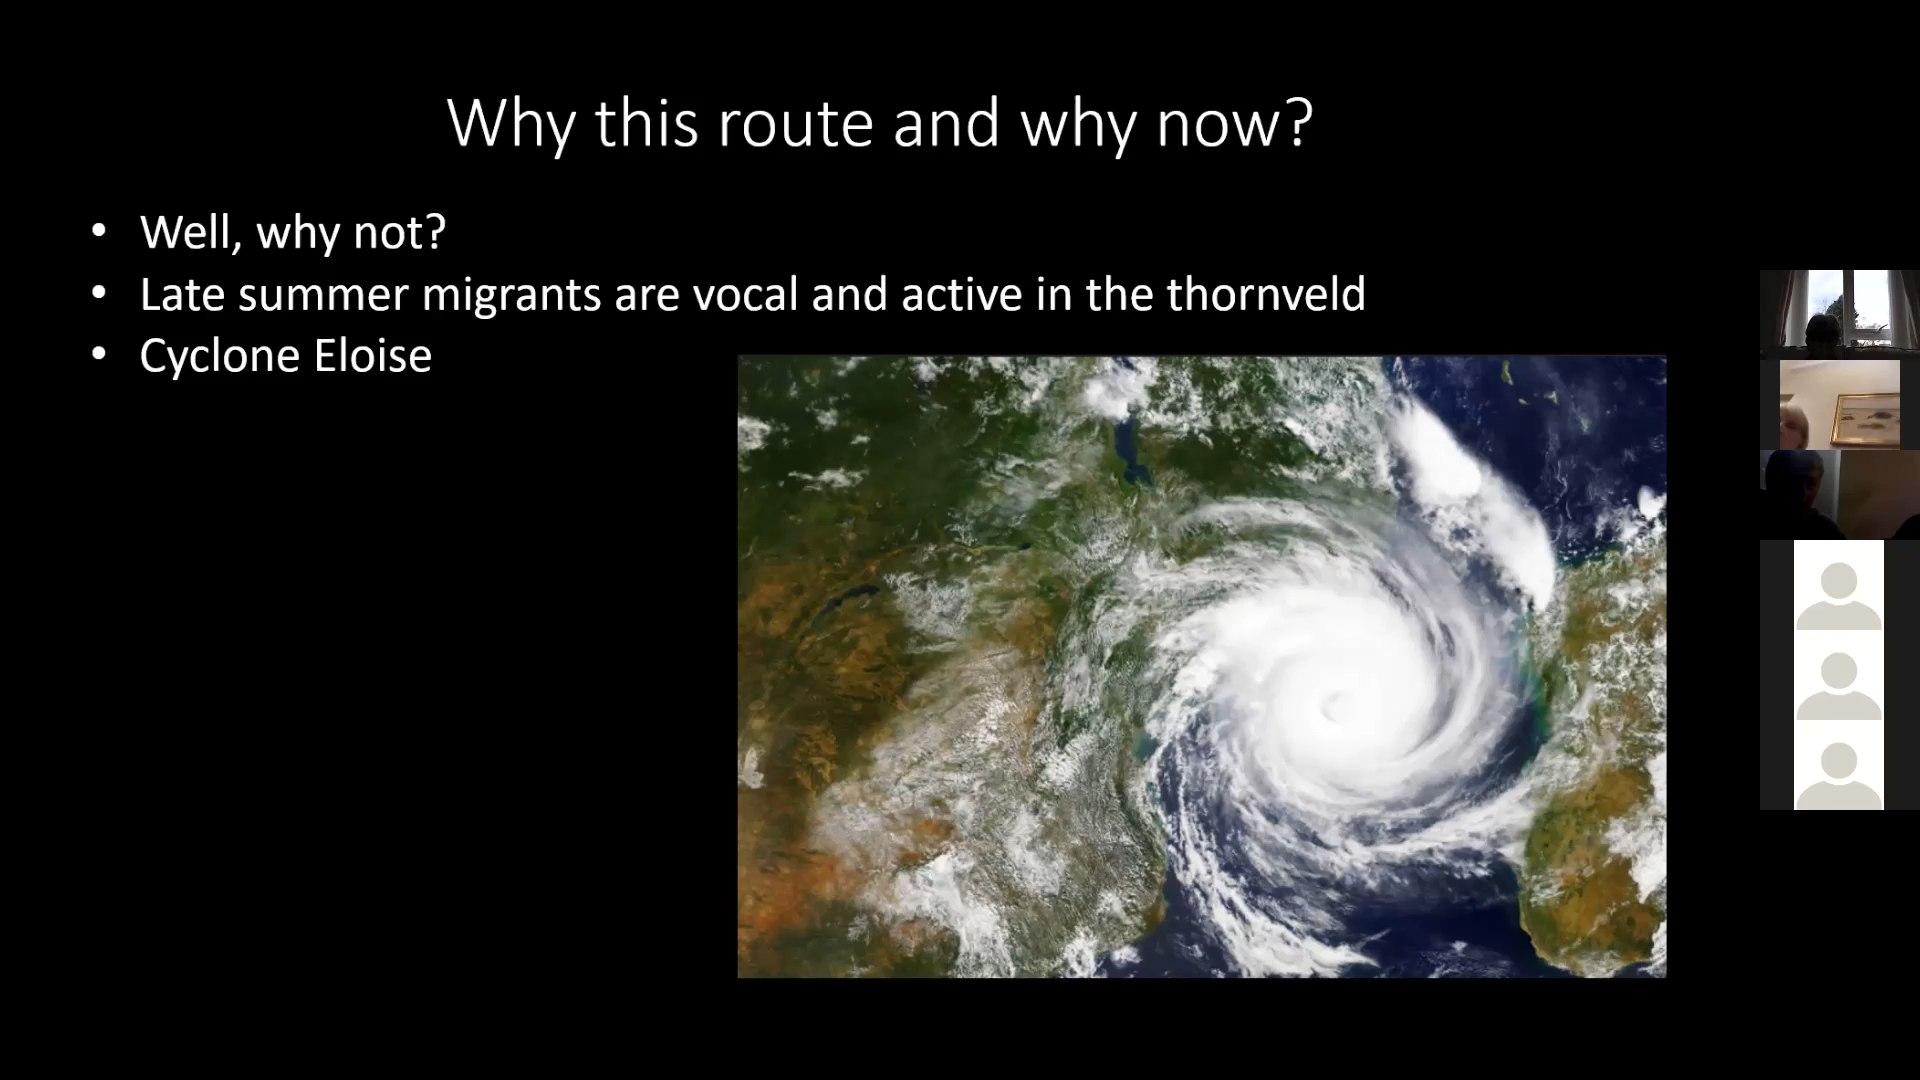 Why this route and why now?
• Well, why not?
• Late summer migrants are vocal and active in the thornveld
• Cyclone Eloise